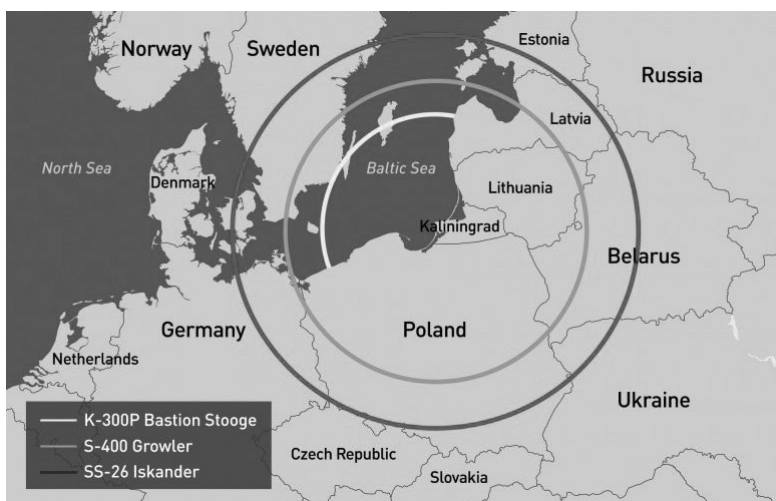 Norway
Sweden
Estonia
Russia
Latvia
North Sea
Baltic Sea
Denmark
Lithuania
Kaliningrad
Belarus
Germany
Poland
Netherlands
Ukraine
K-300P Bastion Stooge
S-400 Growler
SS-26 Iskander
Czech Republic
Slovakia